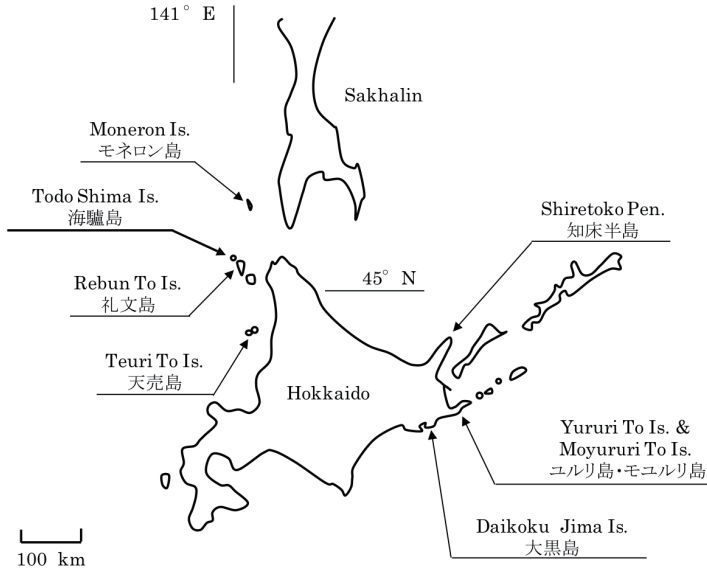 141° E
Sakhalin
Moneron Is.
モネロン島
Todo Shima Is.
海驢島
Shiretoko Pen.
知床半島
Rebun To Is.
礼文島
45° N
Teuri To Is.
天売島
Hokkaido
Yururi To Is. &
Moyururi To Is.
ユルリ島・モユルリ島
Daikoku Jima Is.
大黒島
100 km